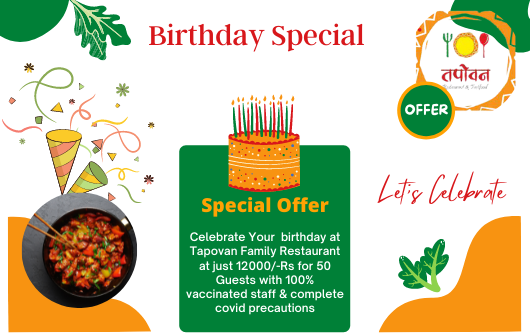 Birthday Special
तपोवन
OFFER
Special Offer
Let's Celebrate
Celebrate Your birthday at
Tapovan Family Restaurant
at just 12000/-Rs for 50
Guests with 100%
vaccinated staff & complete
covid precautions